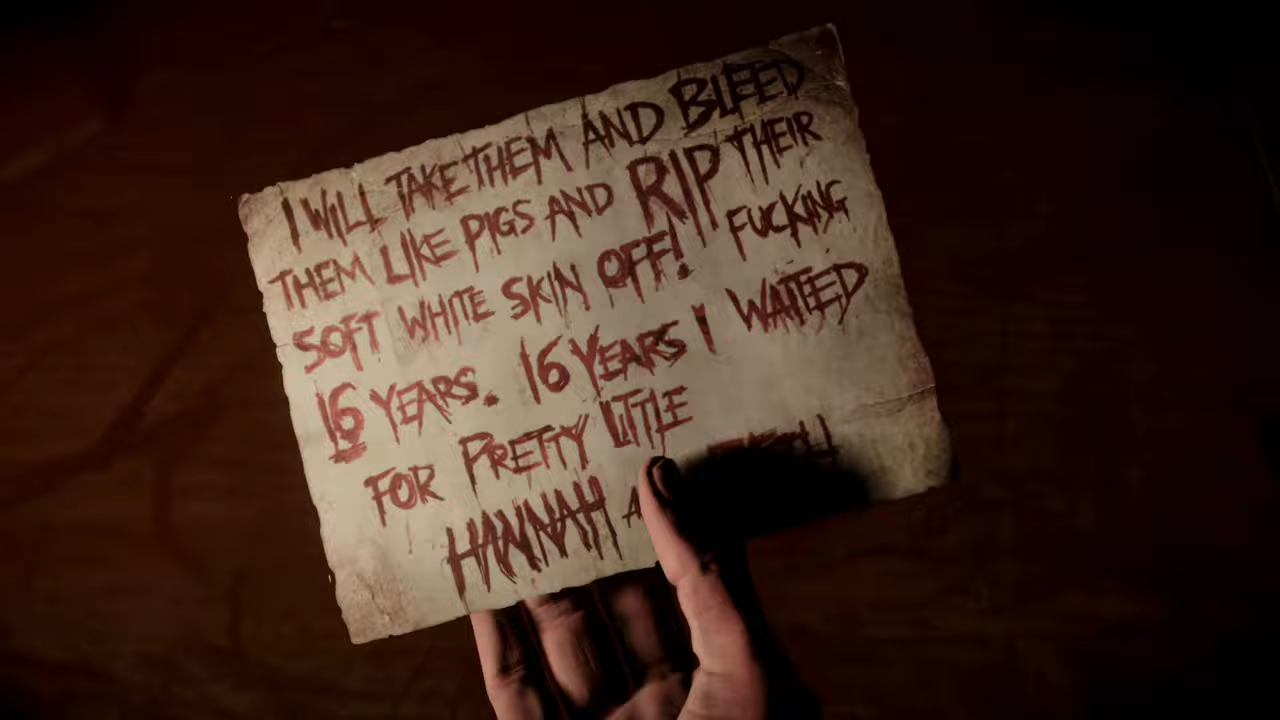 I WILL TAKE THEM AND BLEED
THEM LIKE PIGS AND RIP THEIR
SOFT WHITE SKIN OFF! FUCKING
16 YEARS. 16 YEARS I WAITED
FOR PRETTY LITTLE
HANNAH